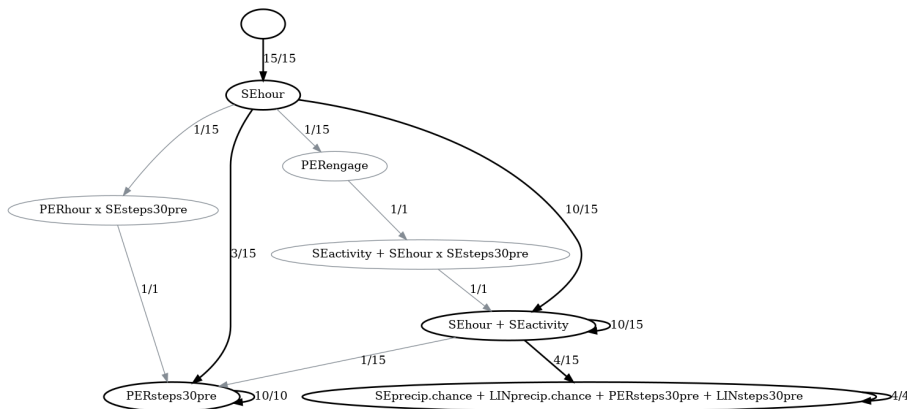 15/15
SEhour
1/15
1/15
PERengage
PERhour x SEsteps30pre
1/1
10/15
3/15
SEactivity + SEhour x SEsteps30pre
1/1
1/1
SEhour + SEactivity
10/15
1/15
4/15
PERsteps30pre
10/10
SEprecip.chance + LINprecip.chance + PERsteps30pre + LINsteps30pre
4/4